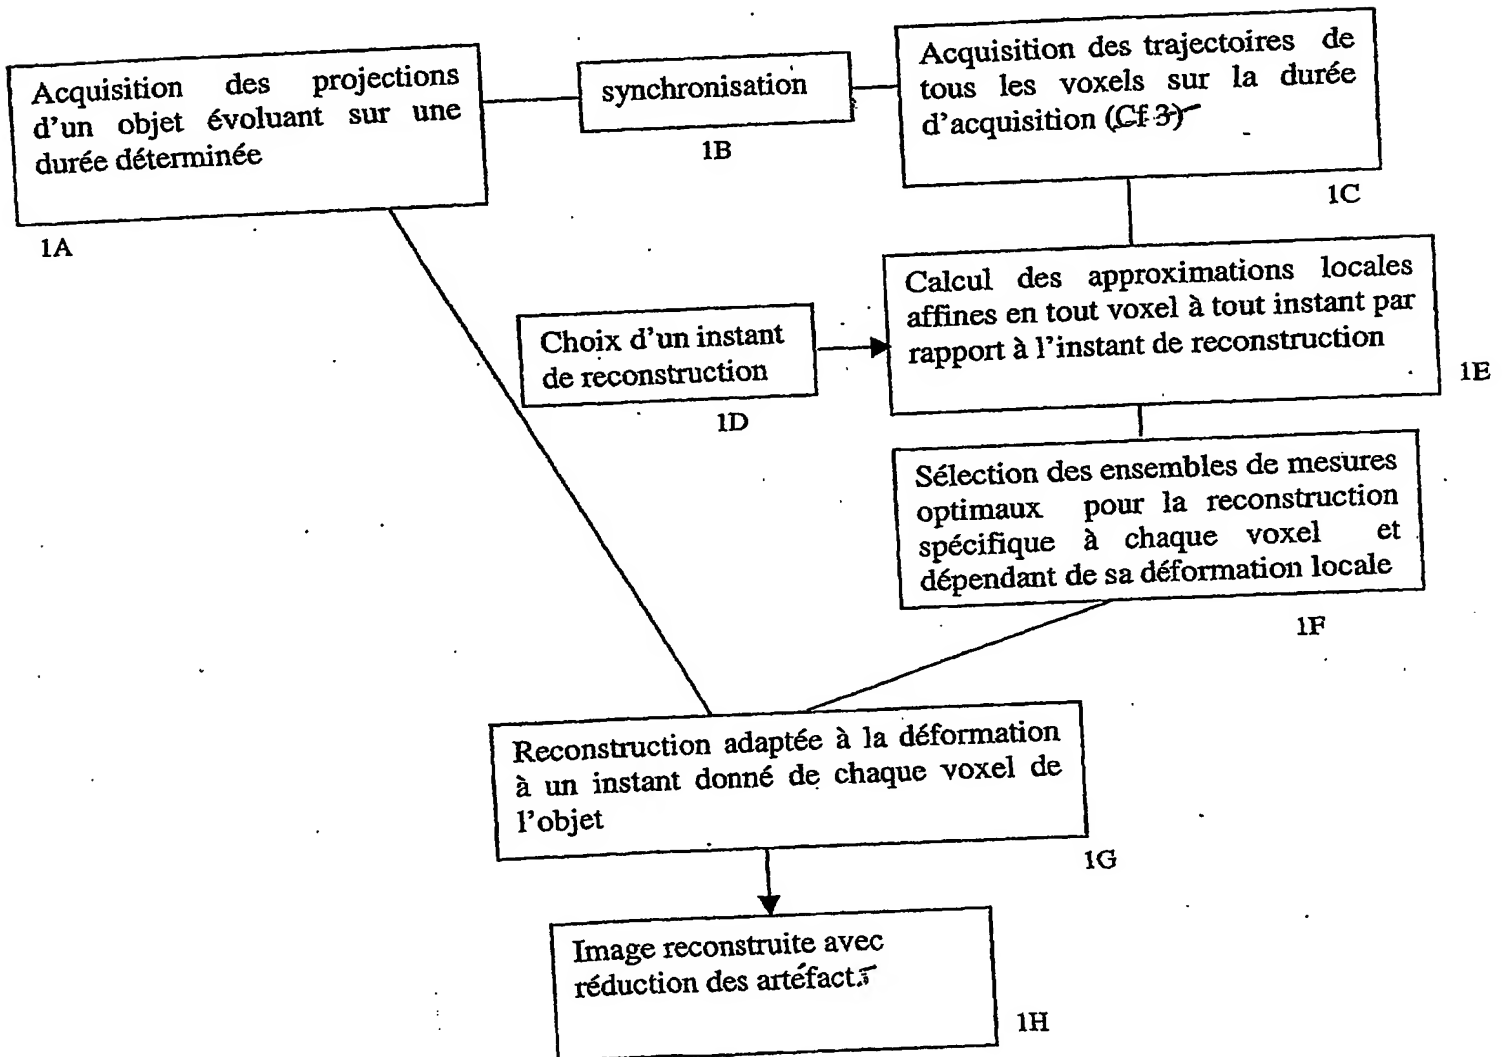 Acquisition des projections
d'un objet évoluant sur une
durée déterminée
1A
synchronisation
1B
Acquisition des trajectoires de
tous les voxels sur la durée
d'acquisition (Cf 3)
1C
Choix d'un instant
de reconstruction
1D
Calcul des approximations locales
affines en tout voxel à tout instant par
rapport à l'instant de reconstruction
1E
Sélection des ensembles de mesures
optimaux pour la reconstruction
spécifique à chaque voxel et
dépendant de sa déformation locale
1F
Reconstruction adaptée à la déformation
à un instant donné de chaque voxel de
l'objet
1G
Image reconstruite avec
réduction des artéfacts
1H